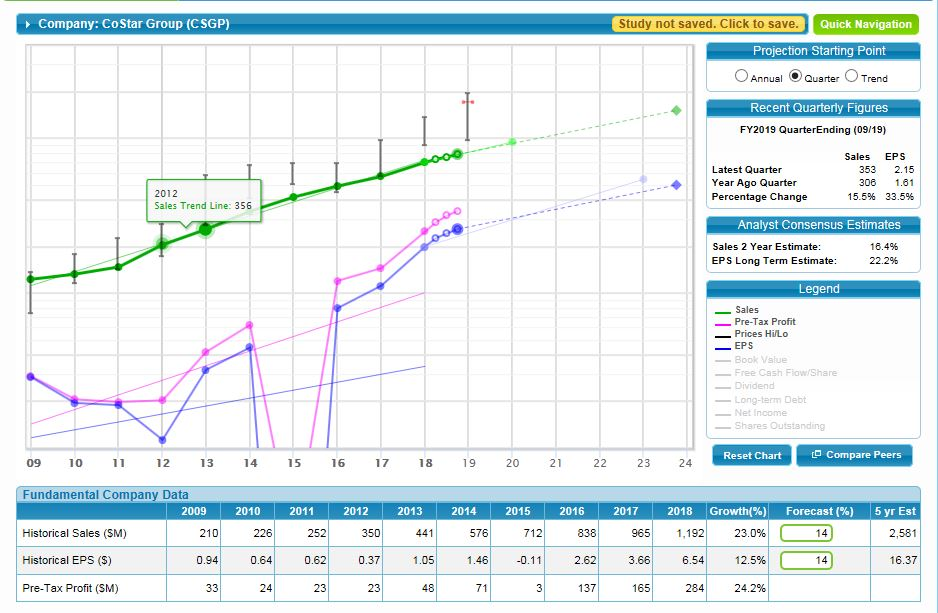 Company: CoStar Group (CSGP)
Study not saved. Click to save.
Quick Navigation
2012
Sales Trend Line: 356
09 10 11 12 13 14 15 16 17 18 19 20 21 22 23 24
Projection Starting Point
Annual Quarter Trend
Recent Quarterly Figures
FY2019 QuarterEnding (09/19)
Sales EPS
Latest Quarter 353 2.15
Year Ago Quarter 306 1.61
Percentage Change 15.5% 33.5%
Analyst Consensus Estimates
Sales 2 Year Estimate: 16.4%
EPS Long Term Estimate: 22.2%
Legend
Sales
Pre-Tax Profit
Prices Hi/Lo
EPS
Book Value
Free Cash Flow/Share
Dividend
Long-term Debt
Net Income
Shares Outstanding
Reset Chart
Compare Peers
Fundamental Company Data
2009 2010 2011 2012 2013 2014 2015 2016 2017 2018 Growth(%) Forecast (%) 5 yr Est
Historical Sales ($M) 210 226 252 350 441 576 712 838 965 1,192 23.0% 14 2,581
Historical EPS ($) 0.94 0.64 0.62 0.37 1.05 1.46 -0.11 2.62 3.66 6.54 12.5% 14 16.37
Pre-Tax Profit ($M) 33 24 23 23 48 71 3 137 165 284 24.2%